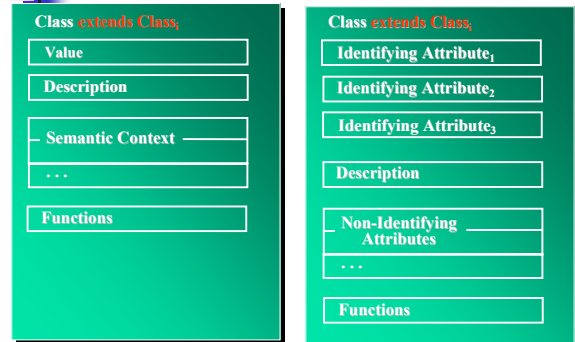 Class extends Classᵢ
Value
Description
Semantic Context
. . .
Functions
Class extends Classᵢ
Identifying Attribute₁
Identifying Attribute₂
Identifying Attribute₃
Description
Non-Identifying
Attributes
. . .
Functions